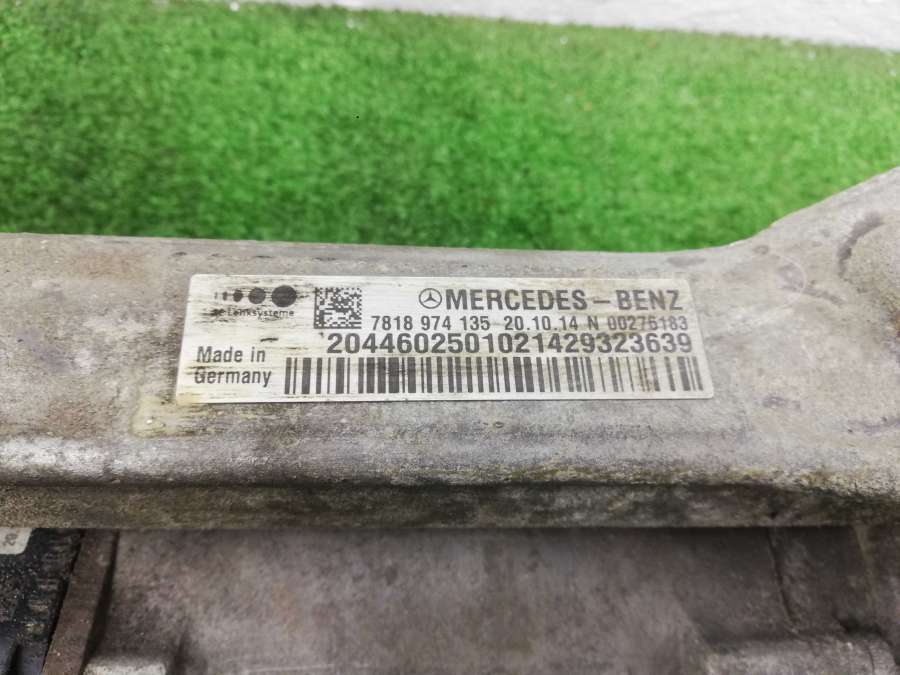 MERCEDES-BENZ
Lenksysteme
7818 974 135 20.10.14 N 00276183
2044602501021429323639
Made in
Germany